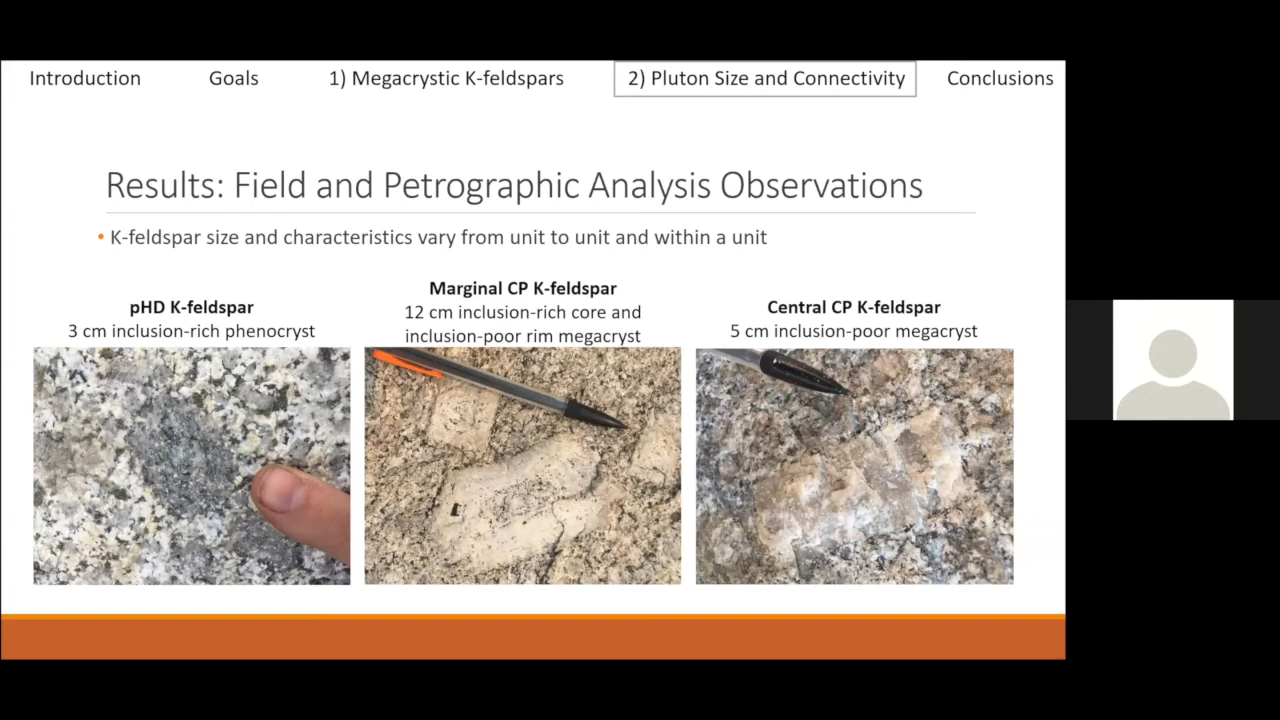 Introduction
Goals
1) Megacrystic K-feldspars
2) Pluton Size and Connectivity
Conclusions
Results: Field and Petrographic Analysis Observations
• K-feldspar size and characteristics vary from unit to unit and within a unit
pHD K-feldspar
3 cm inclusion-rich phenocryst
Marginal CP K-feldspar
12 cm inclusion-rich core and
inclusion-poor rim megacryst
Central CP K-feldspar
5 cm inclusion-poor megacryst